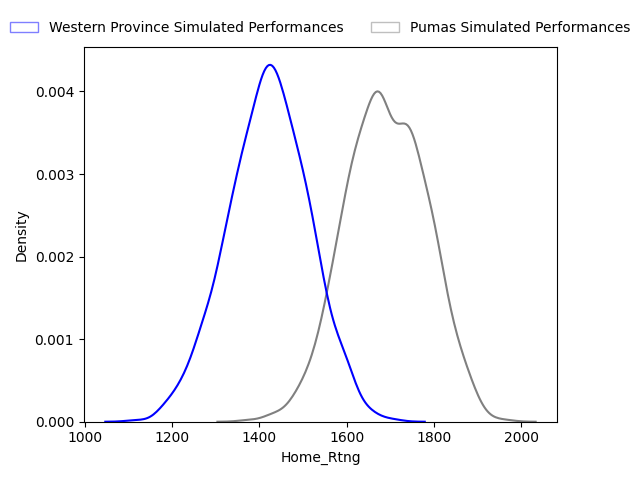 Western Province Simulated Performances Pumas Simulated Performances
0.004
0.003
0.002
0.001
0.000
Density
1000 1200 1400 1600 1800 2000
Home_Rtng